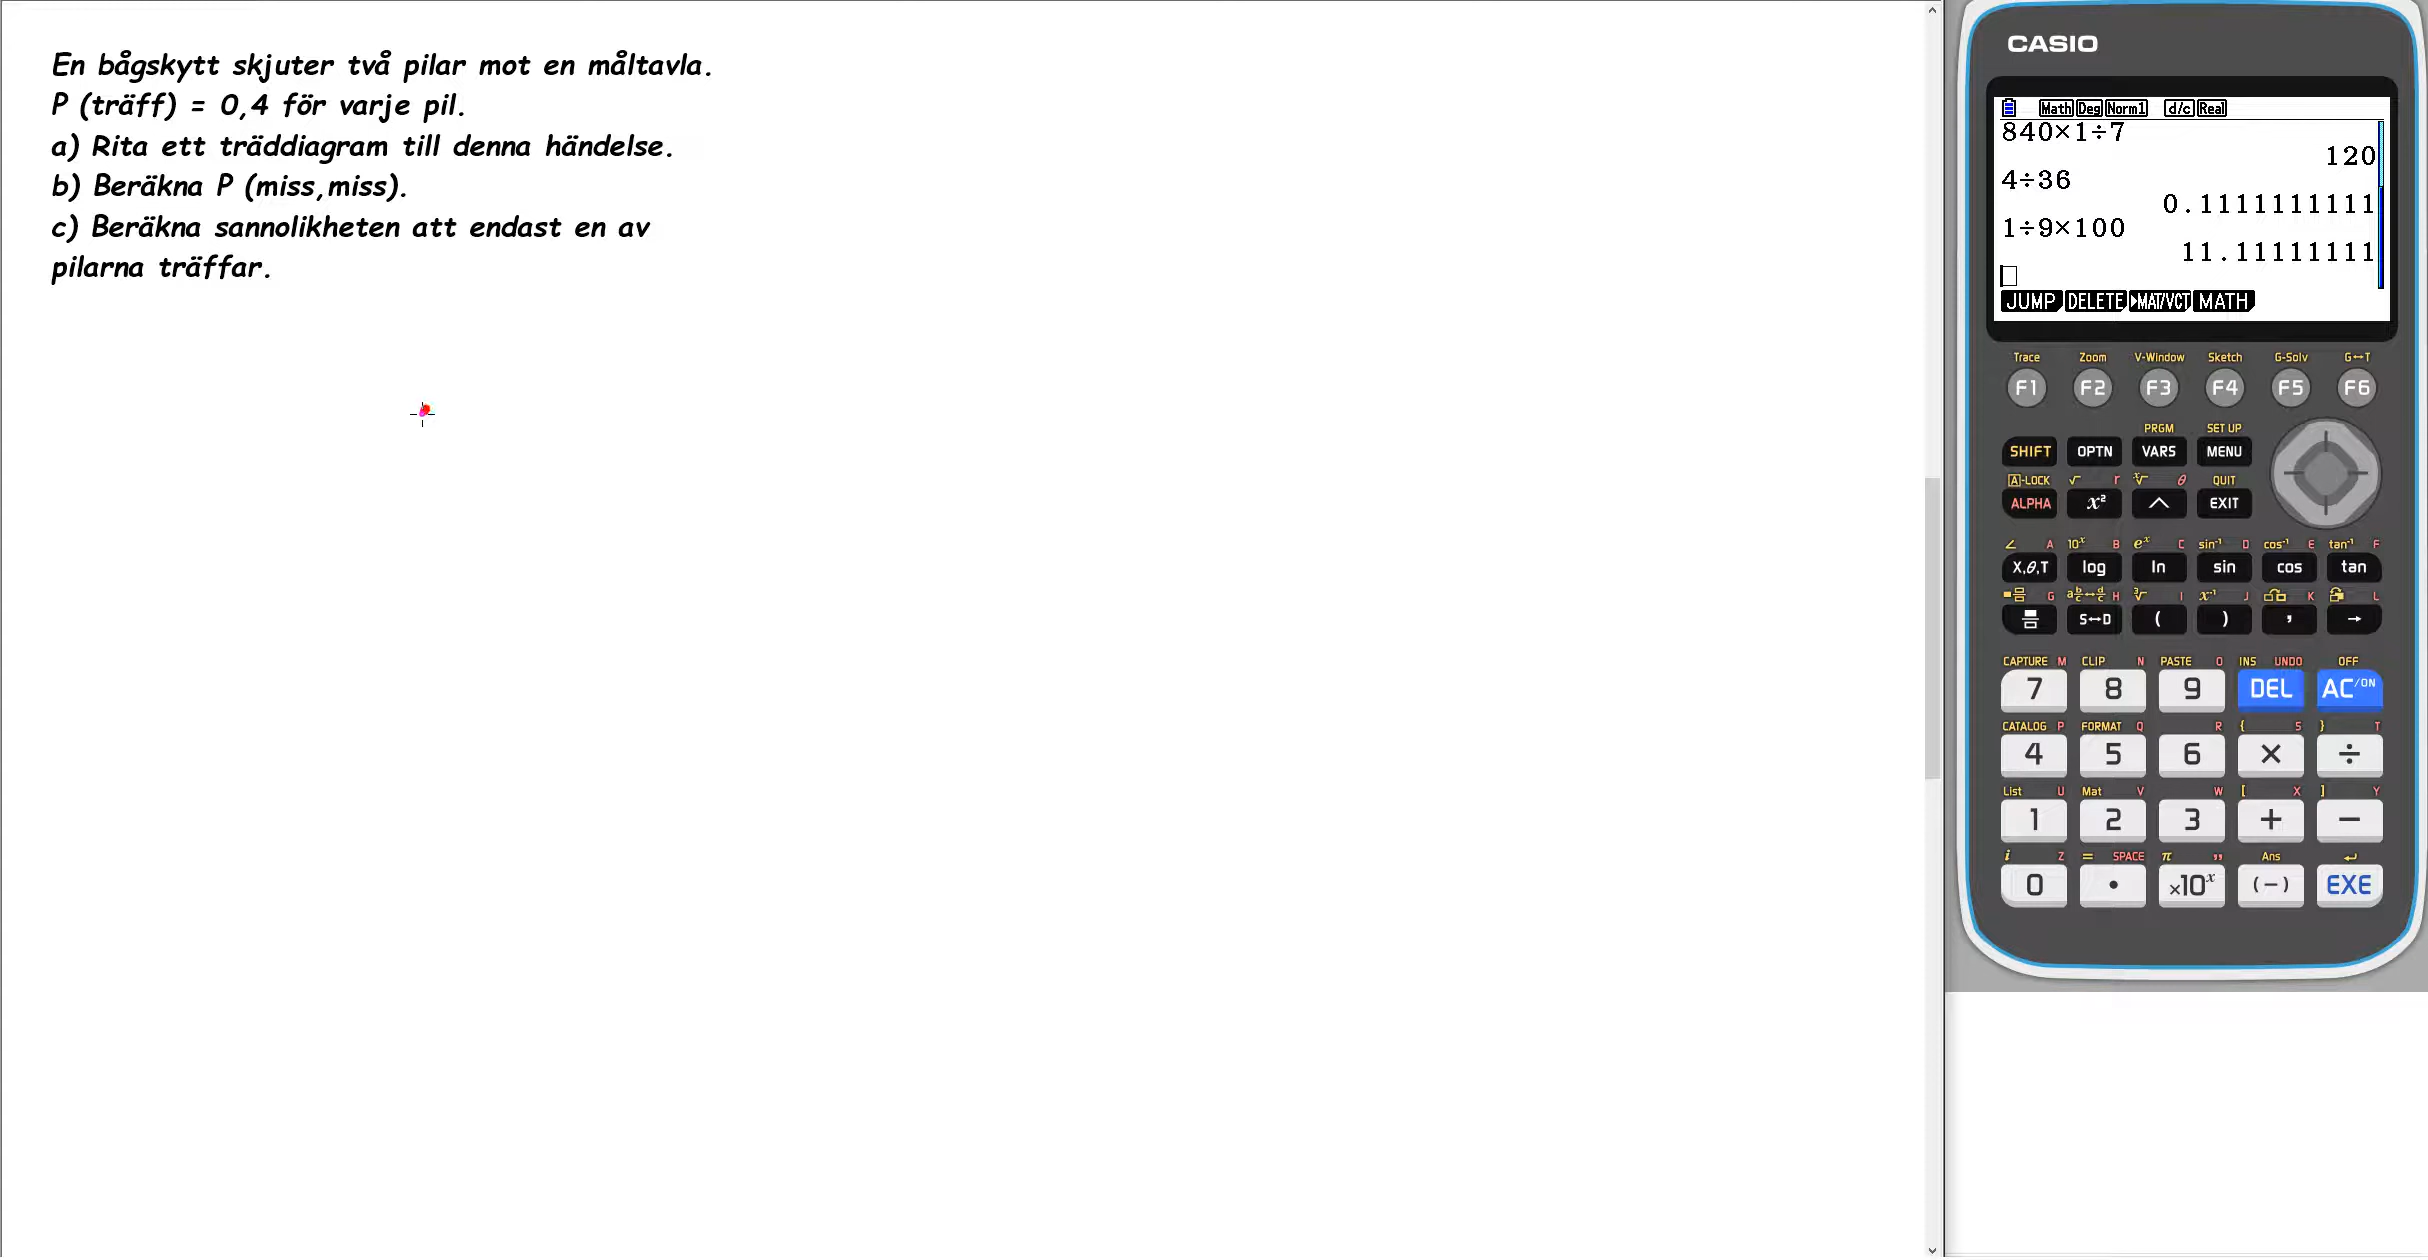 En bågskytt skjuter två pilar mot en måltavla.
P (träff) = 0,4 för varje pil.
a) Rita ett träddiagram till denna händelse.
b) Beräkna P (miss,miss).
c) Beräkna sannolikheten att endast en av
pilarna träffar.
CASIO
Math Deg Norm1 d/c Real
840×1÷7
120
4÷36
0.1111111111
1÷9×100
11.11111111
JUMP DELETE ►MAT/VCT MATH
Trace Zoom V-Window Sketch G-Solv G↔T
F1 F2 F3 F4 F5 F6
PRGM SET UP
SHIFT OPTN VARS MENU
A-LOCK √ r ˣ√ θ QUIT
ALPHA x² ^ EXIT
∠ A 10ˣ B eˣ C sin⁻¹ D cos⁻¹ E tan⁻¹ F
X,θ,T log ln sin cos tan
G a b/c↔d/c H ³√ I x⁻¹ J K L
S↔D ( ) , →
CAPTURE M CLIP N PASTE O INS UNDO OFF
7 8 9 DEL AC/ON
CATALOG P FORMAT Q R { S } T
4 5 6 × ÷
List U Mat V W [ X ] Y
1 2 3 + −
i Z = SPACE π " Ans ↵
0 • ×10ˣ (−) EXE